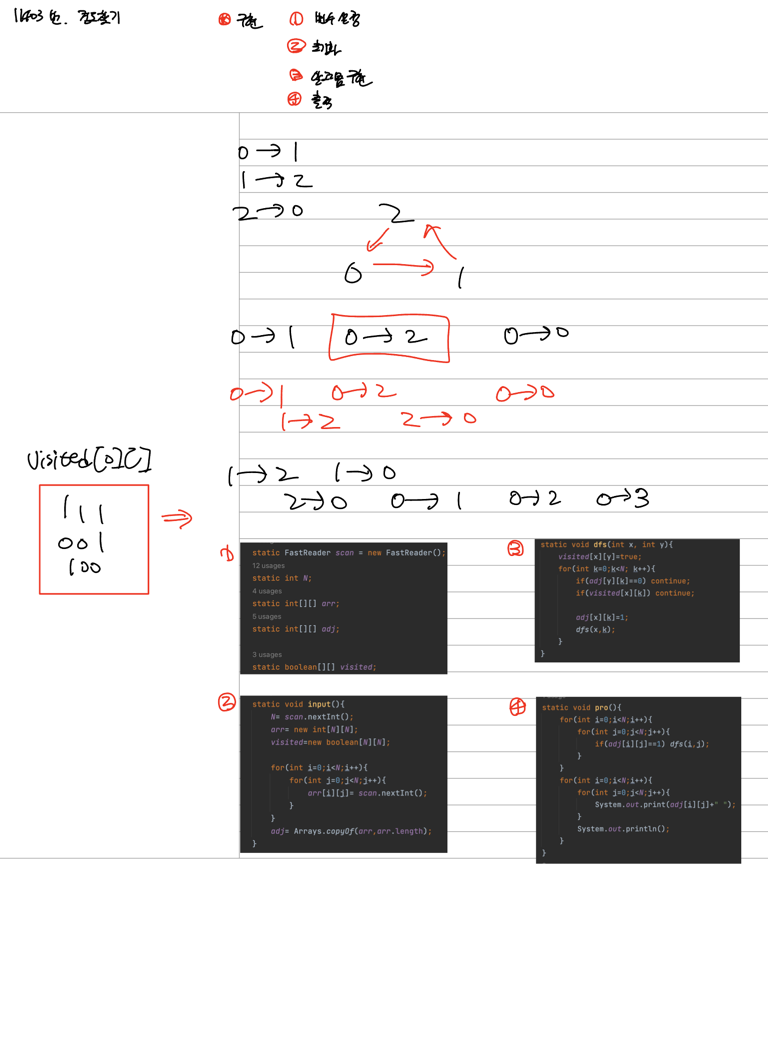 11403번. 경로찾기
* 구현 ① 변수설정
②
③ 알고리즘 구현
④ 출력
0→1
1→2
2→0
2
0 → 1
0→1 0→2 0→0
0→1 0→2 0→0
1→2 2→0
Visited[0][]
1 1 1
0 0 1
1 0 0
⇒
1→2 1→0
2→0 0→1 0→2 0→3
①
static FastReader scan = new FastReader();
12 usages
static int N;
4 usages
static int[][] arr;
5 usages
static int[][] adj;
3 usages
static boolean[][] visited;
③
static void dfs(int x, int y){
visited[x][y]=true;
for(int k=0;k<N; k++){
if(adj[y][k]==0) continue;
if(visited[x][k]) continue;
adj[x][k]=1;
dfs(x,k);
}
}
②
static void input(){
N= scan.nextInt();
arr= new int[N][N];
visited=new boolean[N][N];
for(int i=0;i<N;i++){
for(int j=0;j<N;j++){
arr[i][j]= scan.nextInt();
}
}
adj= Arrays.copyOf(arr,arr.length);
}
④
static void pro(){
for(int i=0;i<N;i++){
for(int j=0;j<N;j++){
if(adj[i][j]==1) dfs(i,j);
}
}
for(int i=0;i<N;i++){
for(int j=0;j<N;j++){
System.out.print(adj[i][j]+" ");
}
System.out.println();
}
}